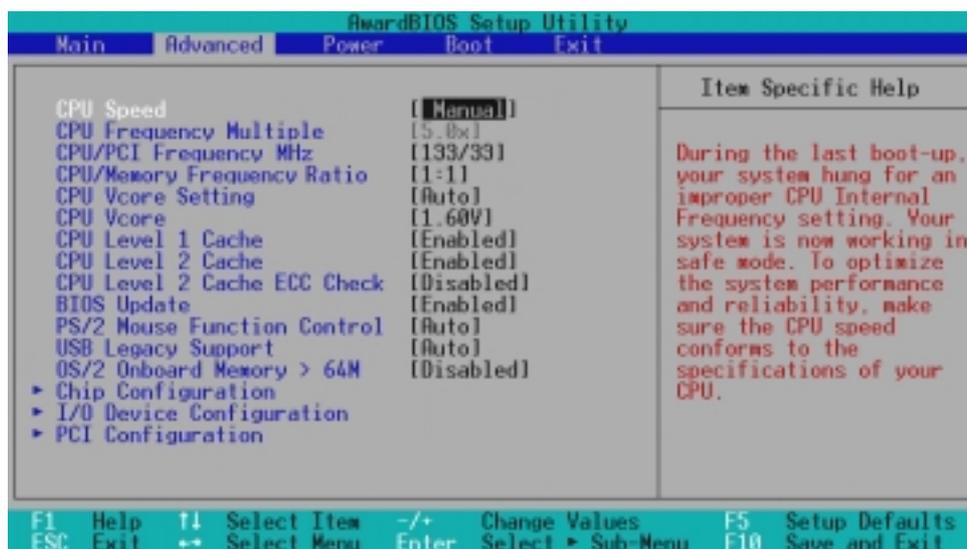 AwardBIOS Setup Utility
Main Advanced Power Boot Exit
CPU Speed [ Manual]
CPU Frequency Multiple [5.0x]
CPU/PCI Frequency MHz [133/33]
CPU/Memory Frequency Ratio [1:1]
CPU Vcore Setting [Auto]
CPU Vcore [1.60V]
CPU Level 1 Cache [Enabled]
CPU Level 2 Cache [Enabled]
CPU Level 2 Cache ECC Check [Disabled]
BIOS Update [Enabled]
PS/2 Mouse Function Control [Auto]
USB Legacy Support [Auto]
OS/2 Onboard Memory > 64M [Disabled]
► Chip Configuration
► I/O Device Configuration
► PCI Configuration
Item Specific Help
During the last boot-up,
your system hung for an
improper CPU Internal
Frequency setting. Your
system is now working in
safe mode. To optimize
the system performance
and reliability, make
sure the CPU speed
conforms to the
specifications of your
CPU.
F1 Help ↑↓ Select Item -/+ Change Values F5 Setup Defaults
ESC Exit ↔ Select Menu Enter Select ► Sub-Menu F10 Save and Exit